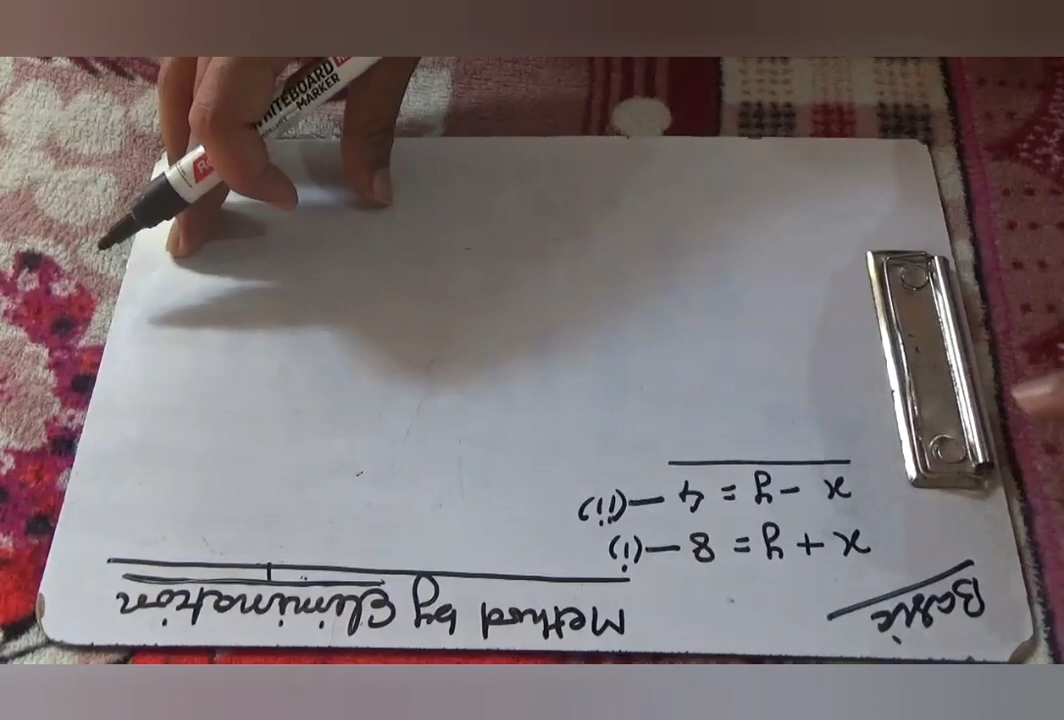 Basic
Method by Elimination
x + y = 8 — (i)
x - y = 4 — (ii)
WHITEBOARD
MARKER